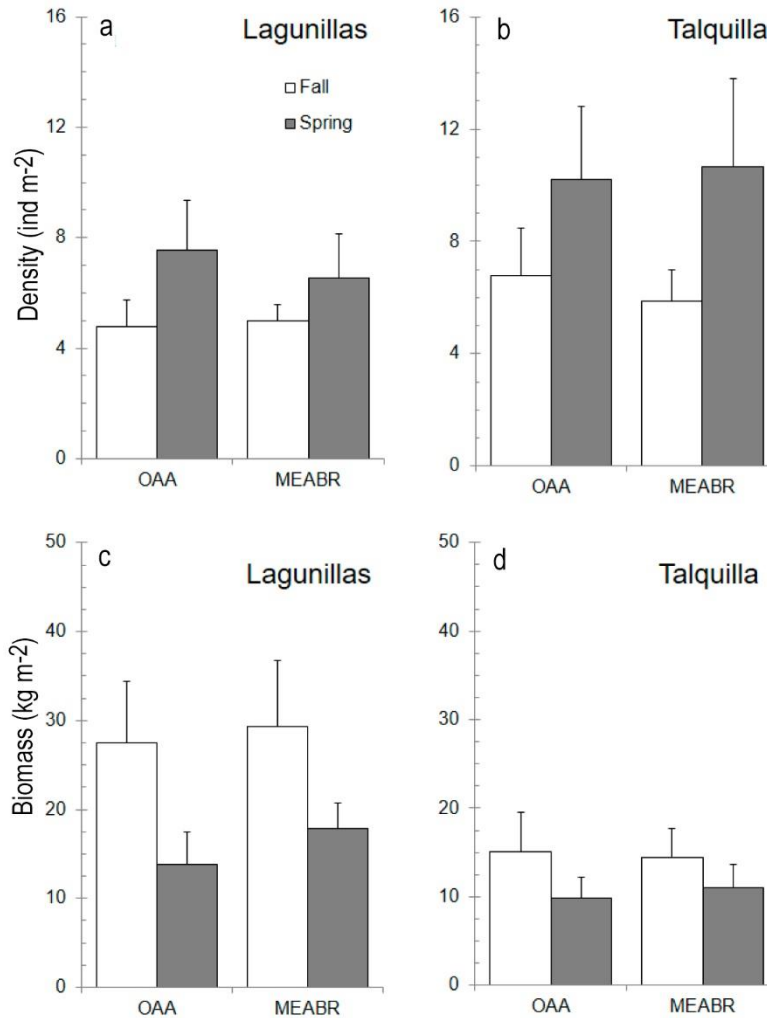 a
Lagunillas
Fall
Spring
16
12
8
4
0
Density (ind m-2)
OAA
MEABR
b
Talquilla
16
12
8
4
0
OAA
MEABR
c
Lagunillas
50
40
30
20
10
0
Biomass (kg m-2)
OAA
MEABR
d
Talquilla
50
40
30
20
10
0
OAA
MEABR